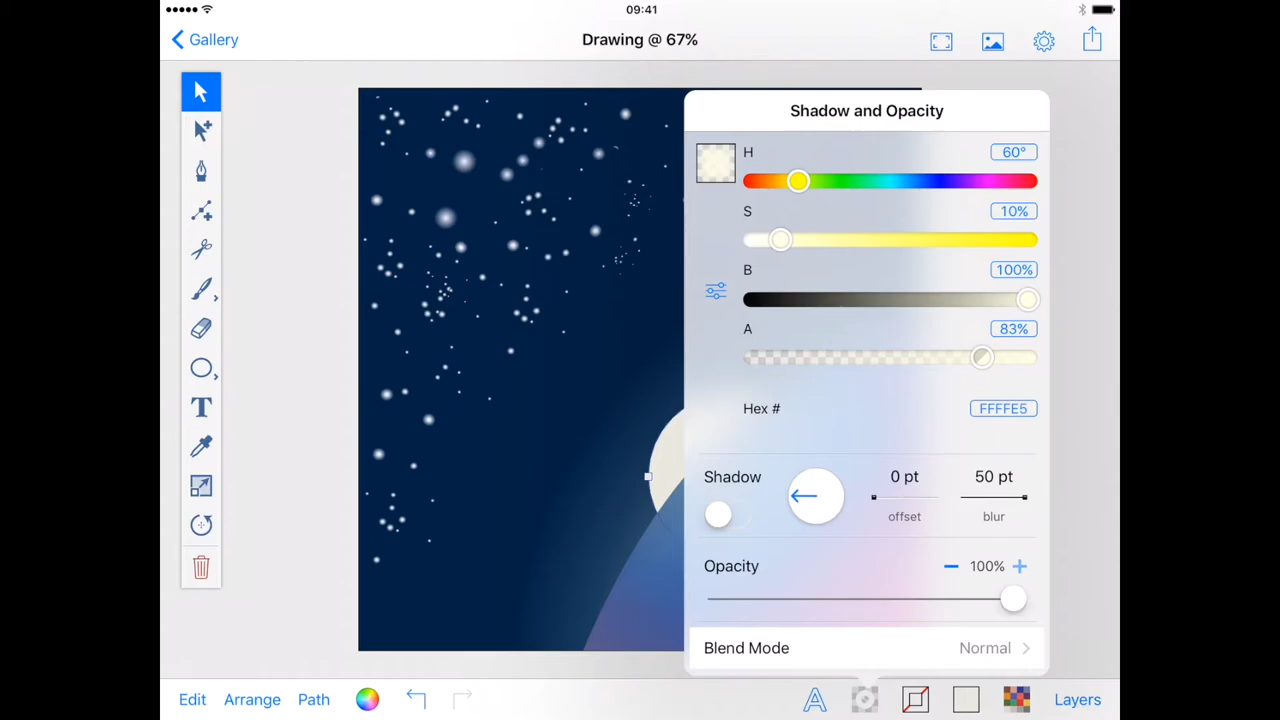 09:41
Gallery
Drawing @ 67%
Shadow and Opacity
H
60°
S
10%
B
100%
A
83%
Hex #
FFFFE5
Shadow
0 pt
50 pt
offset
blur
Opacity
100%
Blend Mode
Normal
T
Edit
Arrange
Path
A
Layers